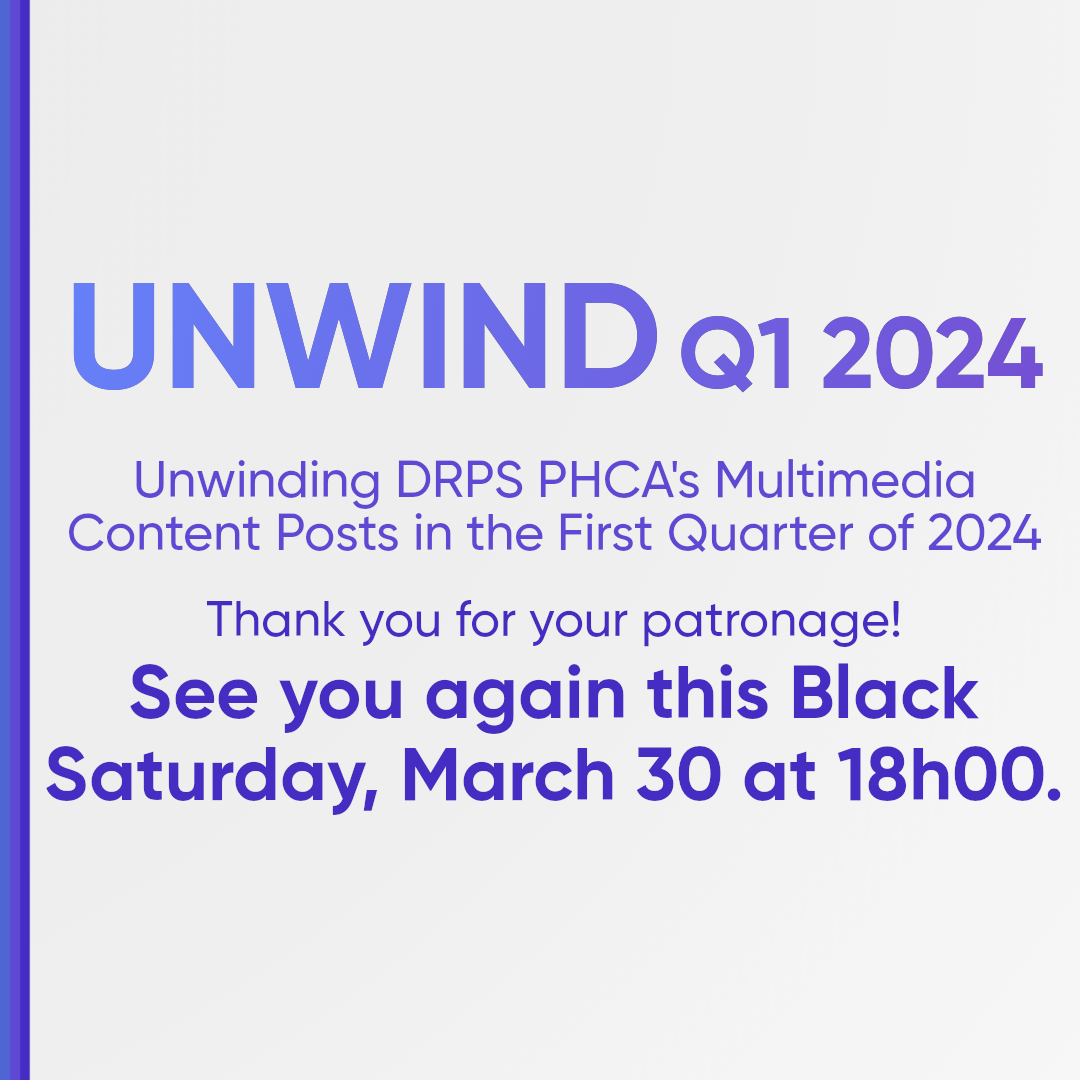 UNWIND Q1 2024
Unwinding DRPS PHCA's Multimedia
Content Posts in the First Quarter of 2024
Thank you for your patronage!
See you again this Black
Saturday, March 30 at 18h00.